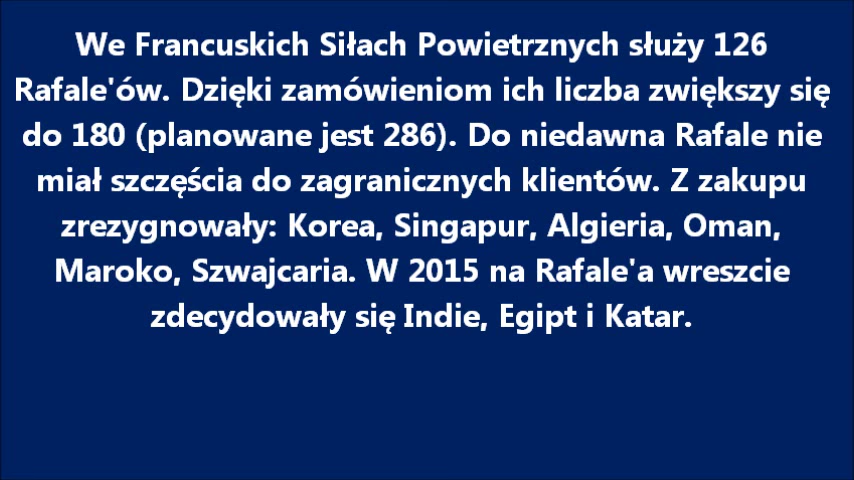 We Francuskich Siłach Powietrznych służy 126
Rafale'ów. Dzięki zamówieniom ich liczba zwiększy się
do 180 (planowane jest 286). Do niedawna Rafale nie
miał szczęścia do zagranicznych klientów. Z zakupu
zrezygnowały: Korea, Singapur, Algieria, Oman,
Maroko, Szwajcaria. W 2015 na Rafale'a wreszcie
zdecydowały się Indie, Egipt i Katar.